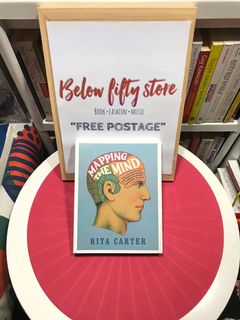 Below fifty store
BOOK • FASHION • MUSIC
"FREE POSTAGE"
MAPPING
THE MIND
RITA CARTER